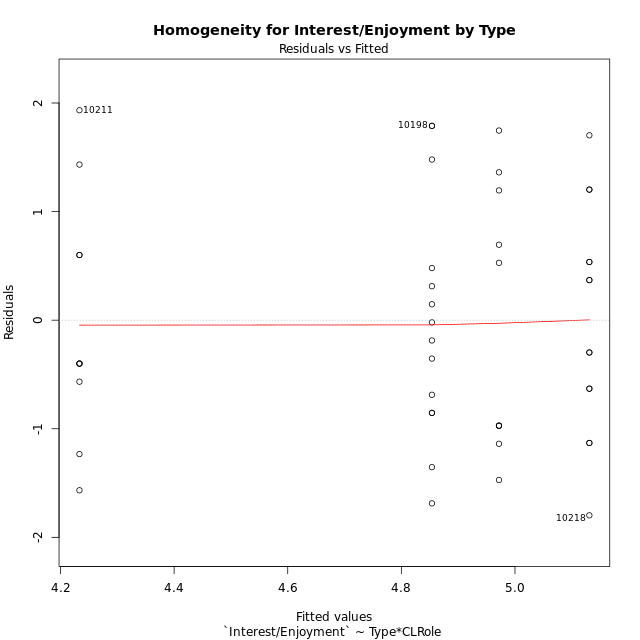 Homogeneity for Interest/Enjoyment by Type
Residuals vs Fitted
2
1
0
-1
-2
Residuals
10211
10198
10218
4.2 4.4 4.6 4.8 5.0
Fitted values
`Interest/Enjoyment` ~ Type*CLRole